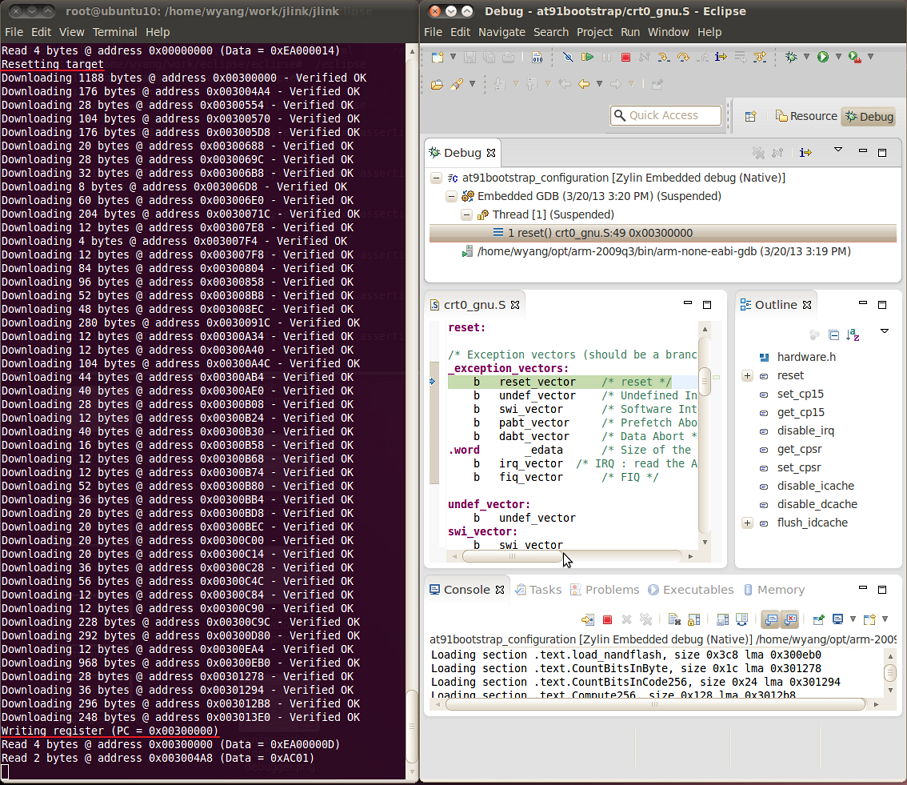 root@ubuntu10: /home/wyang/work/jlink/jlink
File Edit View Terminal Help
Read 4 bytes @ address 0x00000000 (Data = 0xEA000014)
Resetting target
Downloading 1188 bytes @ address 0x00300000 - Verified OK
Downloading 176 bytes @ address 0x003004A4 - Verified OK
Downloading 28 bytes @ address 0x00300554 - Verified OK
Downloading 104 bytes @ address 0x00300570 - Verified OK
Downloading 176 bytes @ address 0x003005D8 - Verified OK
Downloading 20 bytes @ address 0x00300688 - Verified OK
Downloading 28 bytes @ address 0x0030069C - Verified OK
Downloading 32 bytes @ address 0x003006B8 - Verified OK
Downloading 8 bytes @ address 0x003006D8 - Verified OK
Downloading 60 bytes @ address 0x003006E0 - Verified OK
Downloading 204 bytes @ address 0x0030071C - Verified OK
Downloading 12 bytes @ address 0x003007E8 - Verified OK
Downloading 4 bytes @ address 0x003007F4 - Verified OK
Downloading 12 bytes @ address 0x003007F8 - Verified OK
Downloading 84 bytes @ address 0x00300804 - Verified OK
Downloading 96 bytes @ address 0x00300858 - Verified OK
Downloading 52 bytes @ address 0x003008B8 - Verified OK
Downloading 48 bytes @ address 0x003008EC - Verified OK
Downloading 280 bytes @ address 0x0030091C - Verified OK
Downloading 12 bytes @ address 0x00300A34 - Verified OK
Downloading 12 bytes @ address 0x00300A40 - Verified OK
Downloading 104 bytes @ address 0x00300A4C - Verified OK
Downloading 44 bytes @ address 0x00300AB4 - Verified OK
Downloading 40 bytes @ address 0x00300AE0 - Verified OK
Downloading 28 bytes @ address 0x00300B08 - Verified OK
Downloading 12 bytes @ address 0x00300B24 - Verified OK
Downloading 40 bytes @ address 0x00300B30 - Verified OK
Downloading 16 bytes @ address 0x00300B58 - Verified OK
Downloading 12 bytes @ address 0x00300B68 - Verified OK
Downloading 12 bytes @ address 0x00300B74 - Verified OK
Downloading 52 bytes @ address 0x00300B80 - Verified OK
Downloading 36 bytes @ address 0x00300BB4 - Verified OK
Downloading 20 bytes @ address 0x00300BD8 - Verified OK
Downloading 20 bytes @ address 0x00300BEC - Verified OK
Downloading 20 bytes @ address 0x00300C00 - Verified OK
Downloading 20 bytes @ address 0x00300C14 - Verified OK
Downloading 36 bytes @ address 0x00300C28 - Verified OK
Downloading 56 bytes @ address 0x00300C4C - Verified OK
Downloading 12 bytes @ address 0x00300C84 - Verified OK
Downloading 12 bytes @ address 0x00300C90 - Verified OK
Downloading 228 bytes @ address 0x00300C9C - Verified OK
Downloading 292 bytes @ address 0x00300D80 - Verified OK
Downloading 12 bytes @ address 0x00300EA4 - Verified OK
Downloading 968 bytes @ address 0x00300EB0 - Verified OK
Downloading 28 bytes @ address 0x00301278 - Verified OK
Downloading 36 bytes @ address 0x00301294 - Verified OK
Downloading 296 bytes @ address 0x003012B8 - Verified OK
Downloading 248 bytes @ address 0x003013E0 - Verified OK
Writing register (PC = 0x00300000)
Read 4 bytes @ address 0x00300000 (Data = 0xEA00000D)
Read 2 bytes @ address 0x003004A8 (Data = 0xAC01)
Debug - at91bootstrap/crt0_gnu.S - Eclipse
File Edit Navigate Search Project Run Window Help
Quick Access
Resource
Debug
Debug
at91bootstrap_configuration [Zylin Embedded debug (Native)]
Embedded GDB (3/20/13 3:20 PM) (Suspended)
Thread [1] (Suspended)
1 reset() crt0_gnu.S:49 0x00300000
/home/wyang/opt/arm-2009q3/bin/arm-none-eabi-gdb (3/20/13 3:19 PM)
crt0_gnu.S
reset:
/* Exception vectors (should be a branc
_exception_vectors:
b reset_vector /* reset */
b undef_vector /* Undefined In
b swi_vector /* Software Int
b pabt_vector /* Prefetch Abo
b dabt_vector /* Data Abort *
.word _edata /* Size of the
b irq_vector /* IRQ : read the A
b fiq_vector /* FIQ */
undef_vector:
b undef_vector
swi_vector:
b swi_vector
Outline
hardware.h
reset
set_cp15
get_cp15
disable_irq
get_cpsr
set_cpsr
disable_icache
disable_dcache
flush_idcache
Console
Tasks
Problems
Executables
Memory
at91bootstrap_configuration [Zylin Embedded debug (Native)] /home/wyang/opt/arm-2009
Loading section .text.load_nandflash, size 0x3c8 lma 0x300eb0
Loading section .text.CountBitsInByte, size 0x1c lma 0x301278
Loading section .text.CountBitsInCode256, size 0x24 lma 0x301294
Loading section .text.Compute256, size 0x128 lma 0x3012b8